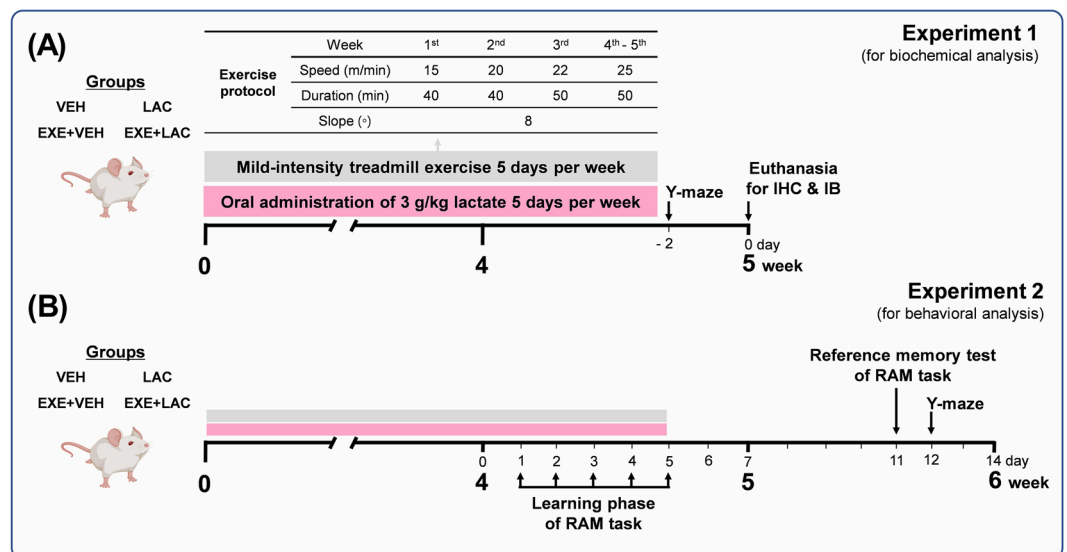 (A)
Experiment 1
(for biochemical analysis)
Groups
VEH LAC
EXE+VEH EXE+LAC
Exercise
protocol
Week 1st 2nd 3rd 4th - 5th
Speed (m/min) 15 20 22 25
Duration (min) 40 40 50 50
Slope (◦) 8
Mild-intensity treadmill exercise 5 days per week
Oral administration of 3 g/kg lactate 5 days per week
Y-maze
Euthanasia
for IHC & IB
- 2 0 day
0 4 5 week
(B)
Experiment 2
(for behavioral analysis)
Groups
VEH LAC
EXE+VEH EXE+LAC
Reference memory test
of RAM task
Y-maze
0 1 2 3 4 5 6 7 11 12 14 day
0 4 5 6 week
Learning phase
of RAM task